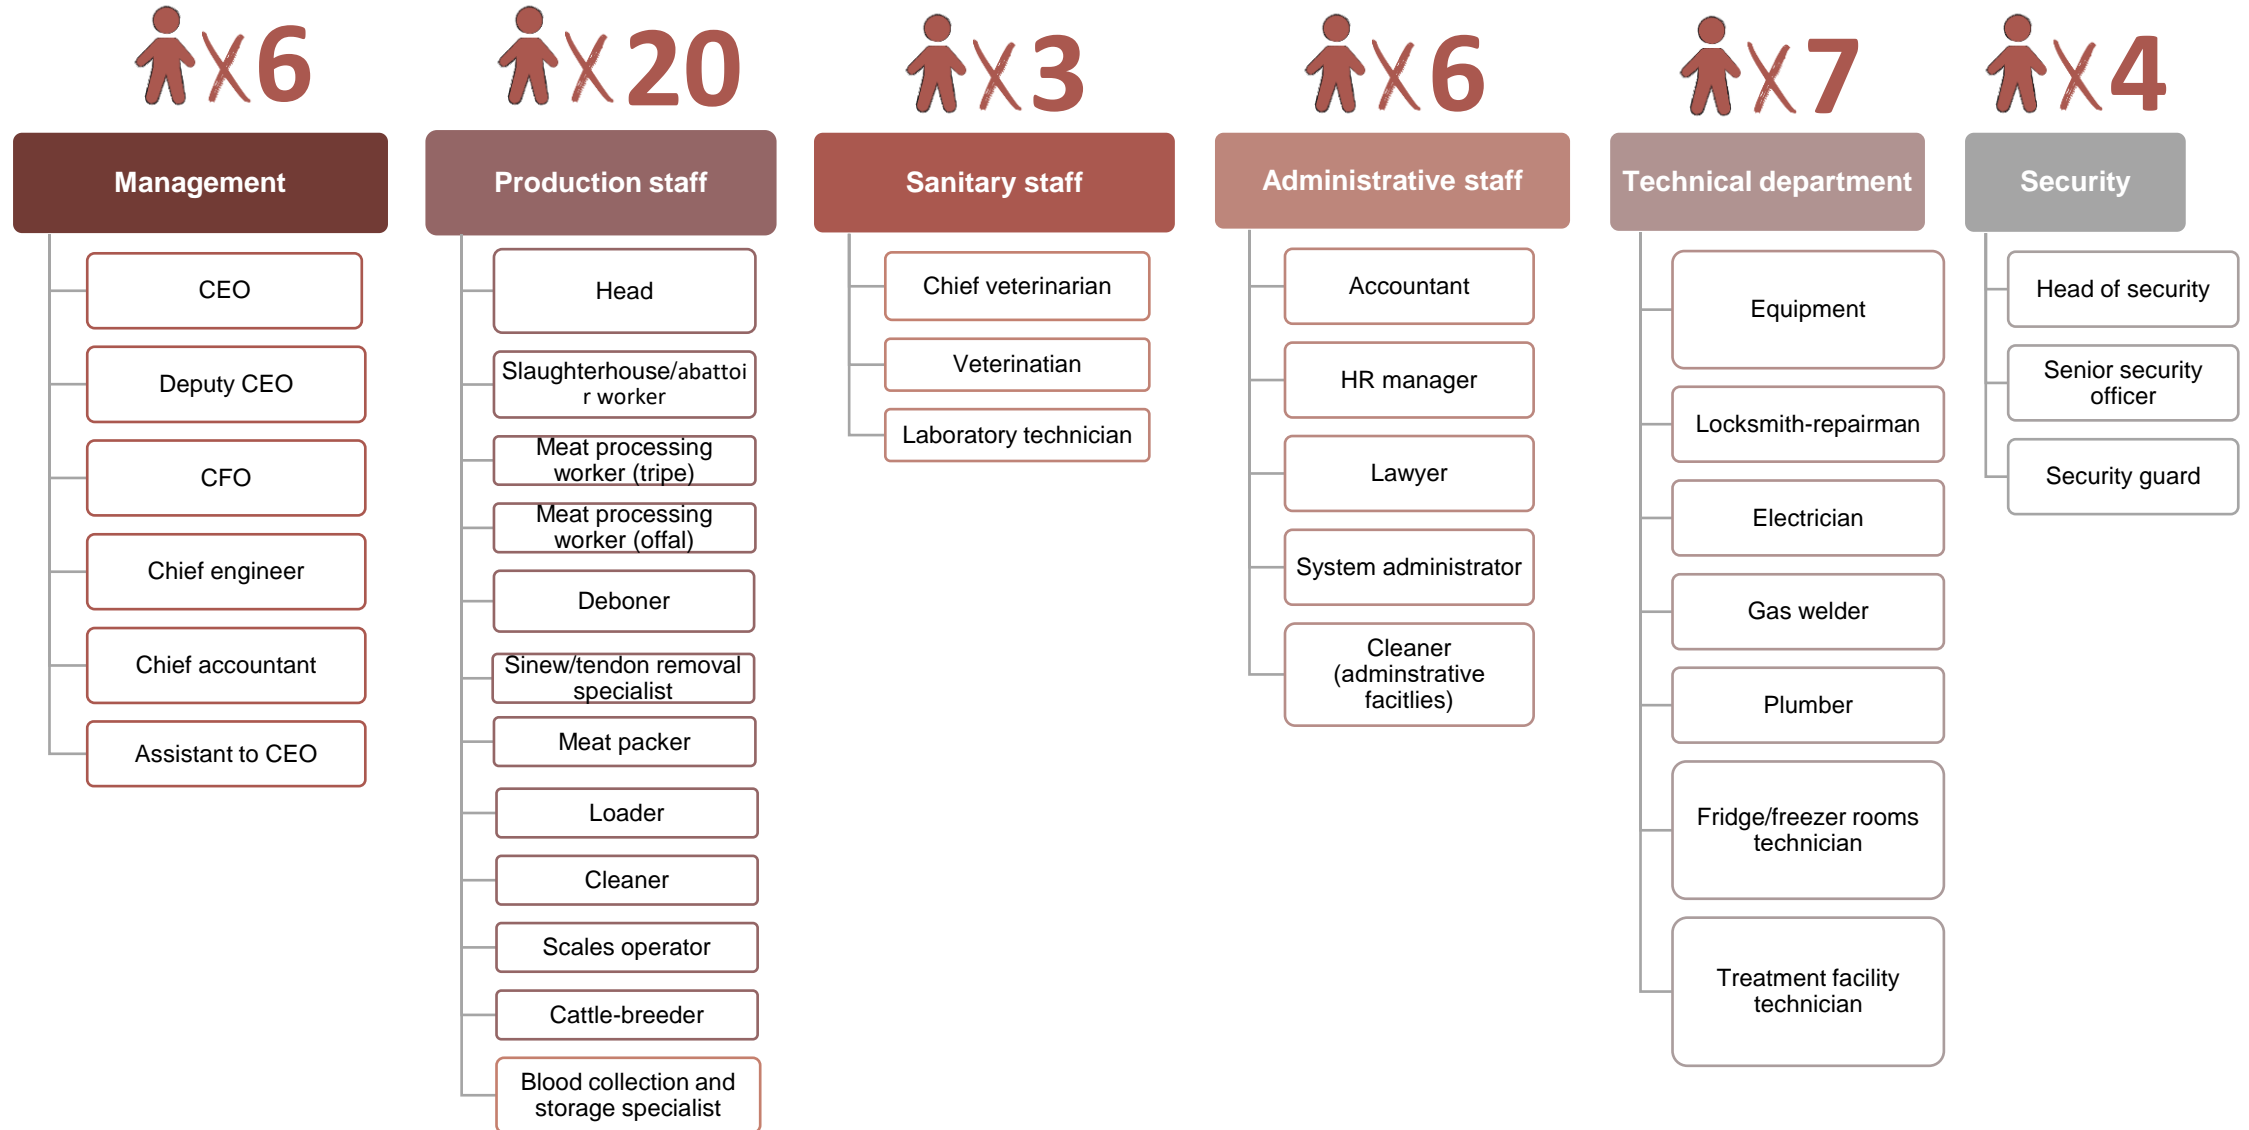 X6
X20
X3
X6
X7
X4
Management
CEO
Deputy CEO
CFO
Chief engineer
Chief accountant
Assistant to CEO
Production staff
Head
Slaughterhouse/abattoi
r worker
Meat processing
worker (tripe)
Meat processing
worker (offal)
Deboner
Sinew/tendon removal
specialist
Meat packer
Loader
Cleaner
Scales operator
Cattle-breeder
Blood collection and
storage specialist
Sanitary staff
Chief veterinarian
Veterinatian
Laboratory technician
Administrative staff
Accountant
HR manager
Lawyer
System administrator
Cleaner
(adminstrative
facitlies)
Technical department
Equipment
Locksmith-repairman
Electrician
Gas welder
Plumber
Fridge/freezer rooms
technician
Treatment facility
technician
Security
Head of security
Senior security
officer
Security guard